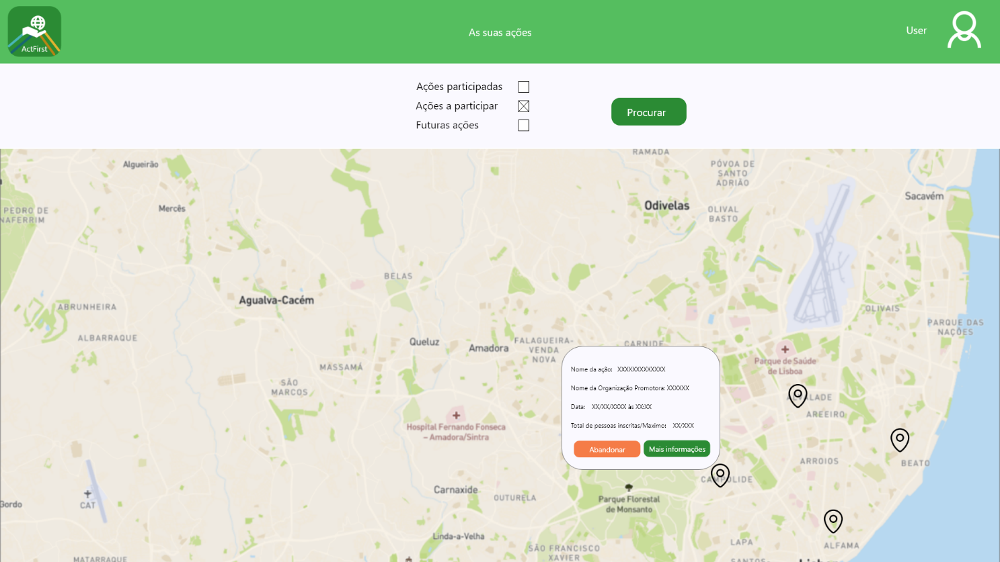 ActFirst
As suas ações
User
Ações participadas
Ações a participar
Futuras ações
Procurar
RAMADA
Algueirão
PÓVOA DE
SANTO
ADRIÃO
Sacavém
Odivelas
Mercês
PEDRO DE
NAFERRIM
OLIVAL
BASTO
BELAS
Agualva-Cacém
ABRUNHEIRA
OLIVAIS
PARQUE DAS
NAÇÕES
ALBARRAQUE
Queluz
Amadora
FALAGUEIRA-
VENDA
NOVA
CARNIDE
MASSAMÁ
Parque de Saúde
de Lisboa
SÃO
MARCOS
Nome da ação: XXXXXXXXXXXXX
Nome da Organização Promotora: XXXXXX
Data: XX/XX/XXXX às XX:XX
Total de pessoas inscritas/Maximo: XX/XXX
Abandonar
Mais informações
ALVALADE
AREEIRO
Hospital Fernando Fonseca
– Amadora/Sintra
ARROIOS
BEATO
CAMPOLIDE
Carnaxide
OUTURELA
Parque Florestal
de Monsanto
Gordo
CAT
Linda-a-Velha
LAPA
ALFAMA
SÃO FRANCISCO
XAVIER
MATARRAQUE
SANTOS